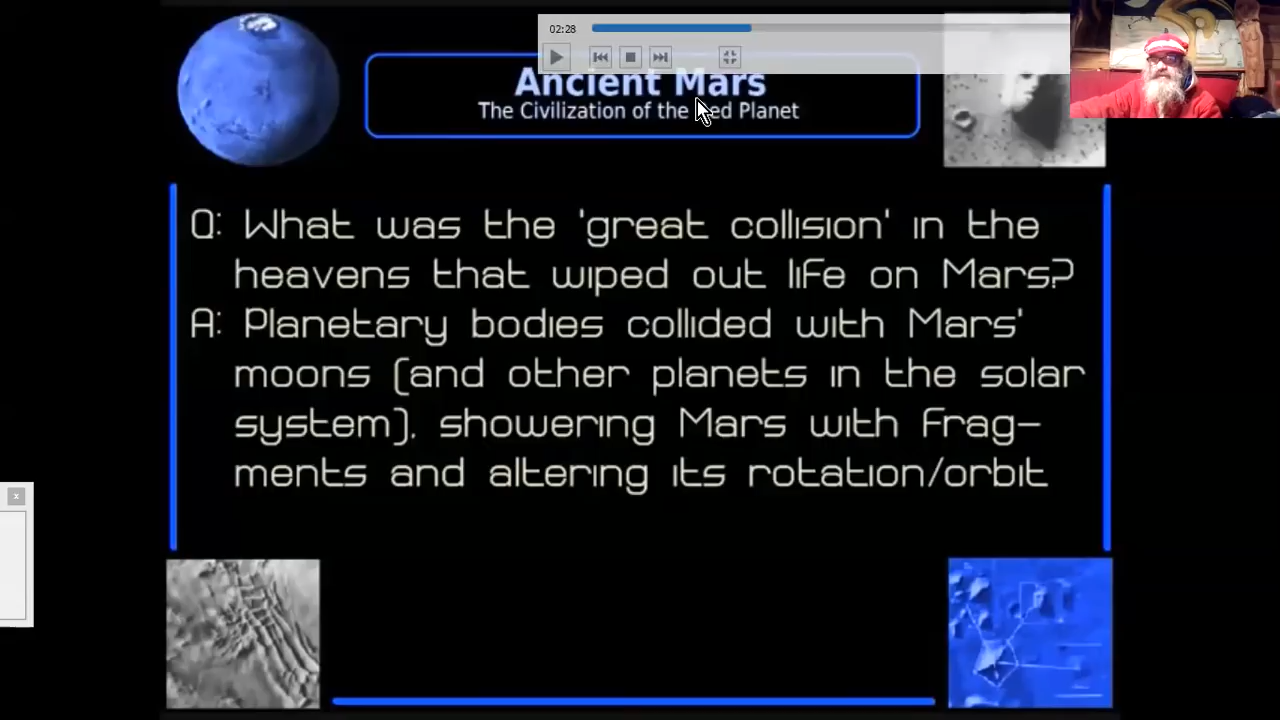 02:28
Ancient Mars
The Civilization of the Red Planet
Q: What was the 'great collision' in the
heavens that wiped out life on Mars?
A: Planetary bodies collided with Mars'
moons (and other planets in the solar
system), showering Mars with Frag-
ments and altering its rotation/orbit
x